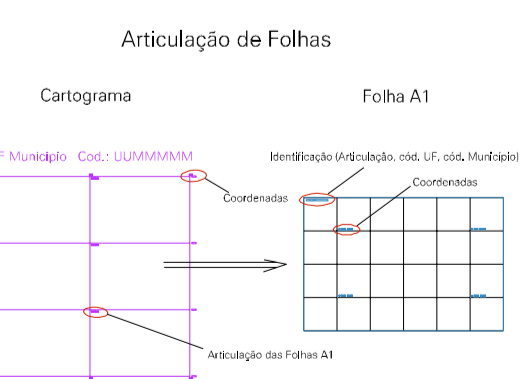 Articulação de Folhas
Cartograma
Folha A1
F Município Cod.: UUMMMMM
Identificação (Articulação, cód. UF, cód. Município)
Coordenadas
Coordenadas
Articulação das Folhas A1